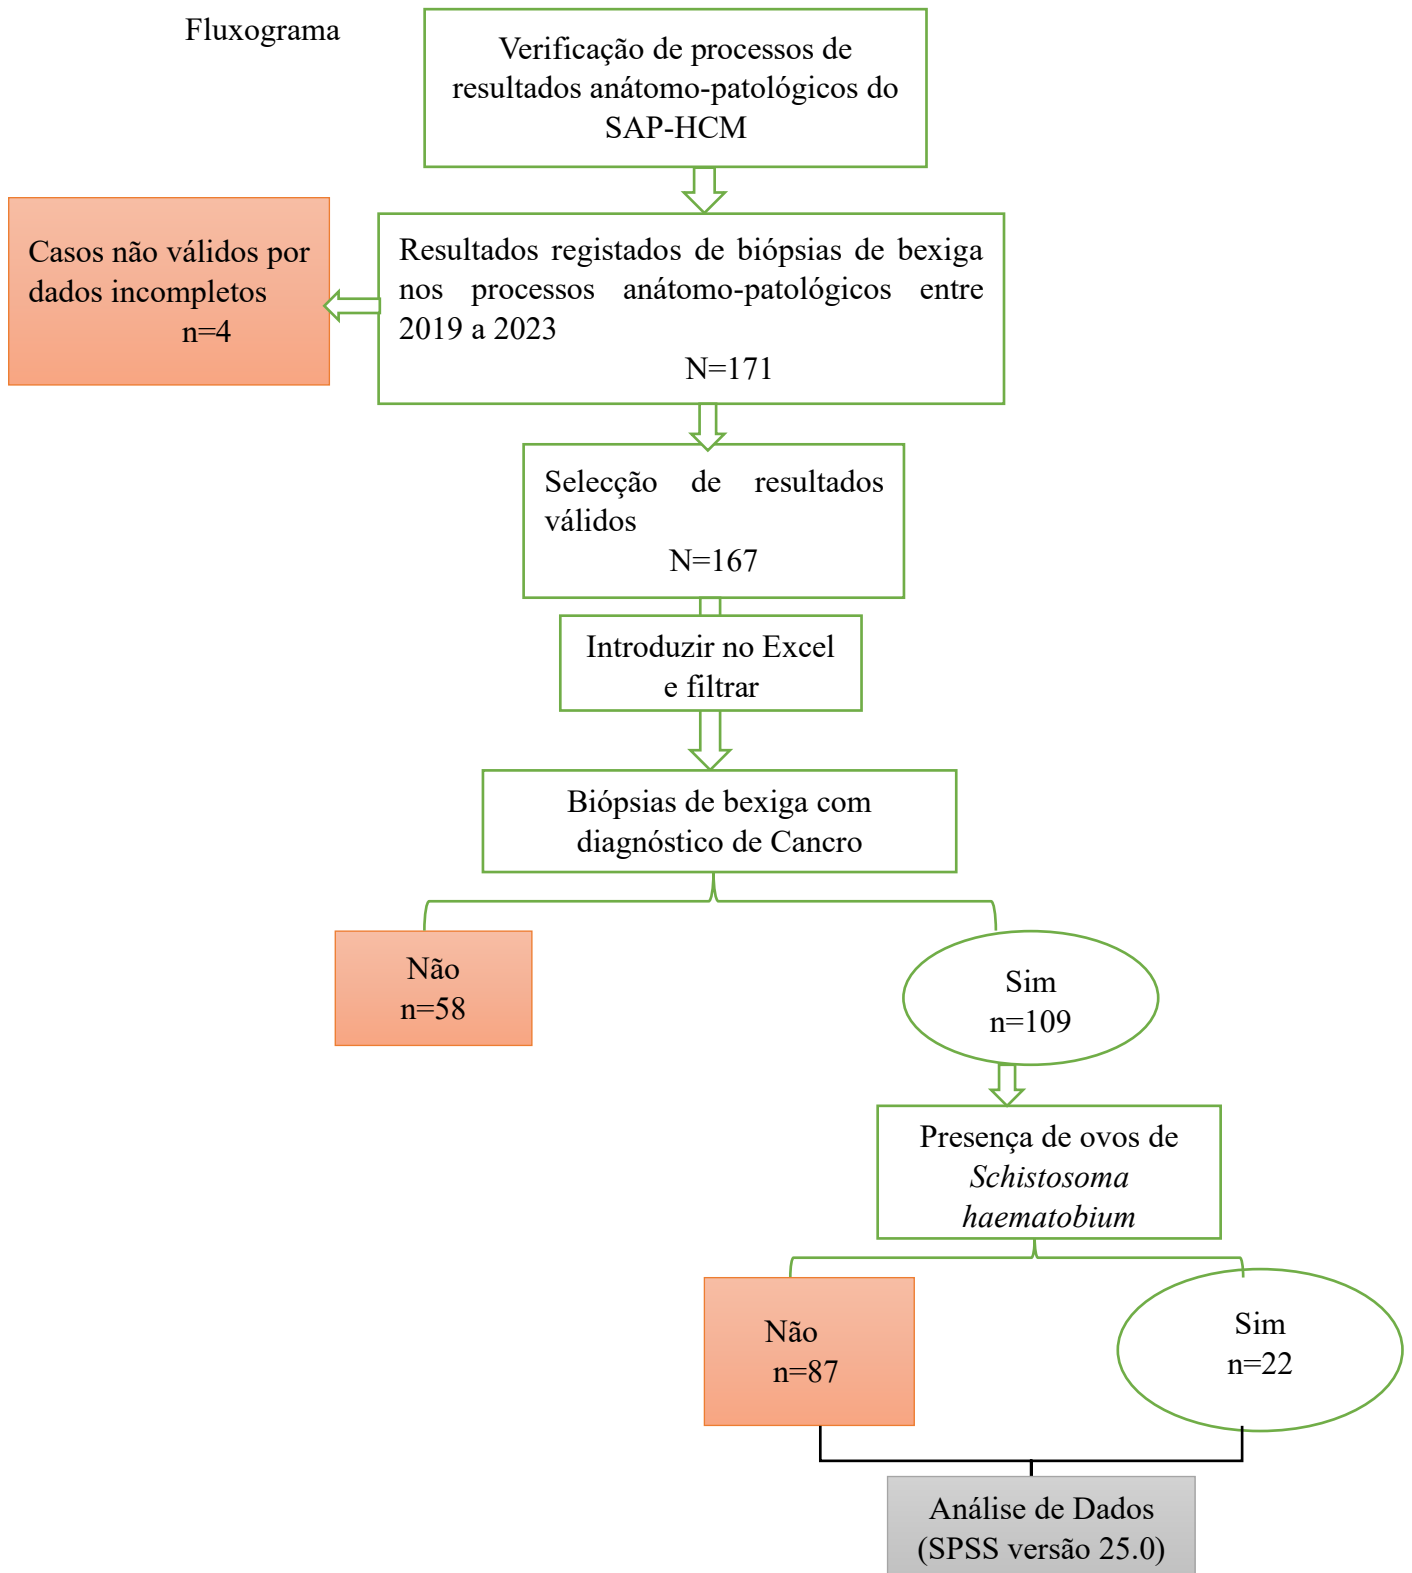 Fluxograma
Verificação de processos de
resultados anátomo-patológicos do
SAP-HCM
Casos não válidos por
dados incompletos
n=4
Resultados registados de biópsias de bexiga
nos processos anátomo-patológicos entre
2019 a 2023
N=171
Selecção de resultados
válidos
N=167
Introduzir no Excel
e filtrar
Biópsias de bexiga com
diagnóstico de Cancro
Não
n=58
Sim
n=109
Presença de ovos de
Schistosoma
haematobium
Não
n=87
Sim
n=22
Análise de Dados
(SPSS versão 25.0)